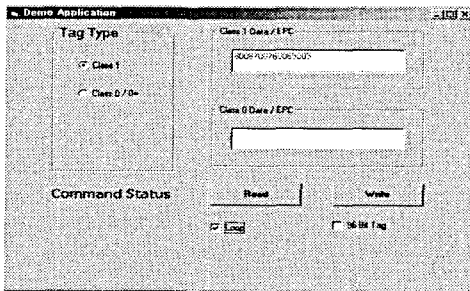 Demo Application
Tag Type
Class 1
Class 0 / 0+
Class 1 Data / EPC
Class 0 Data / EPC
Command Status
Read
Write
Loop
96 Bit Tag